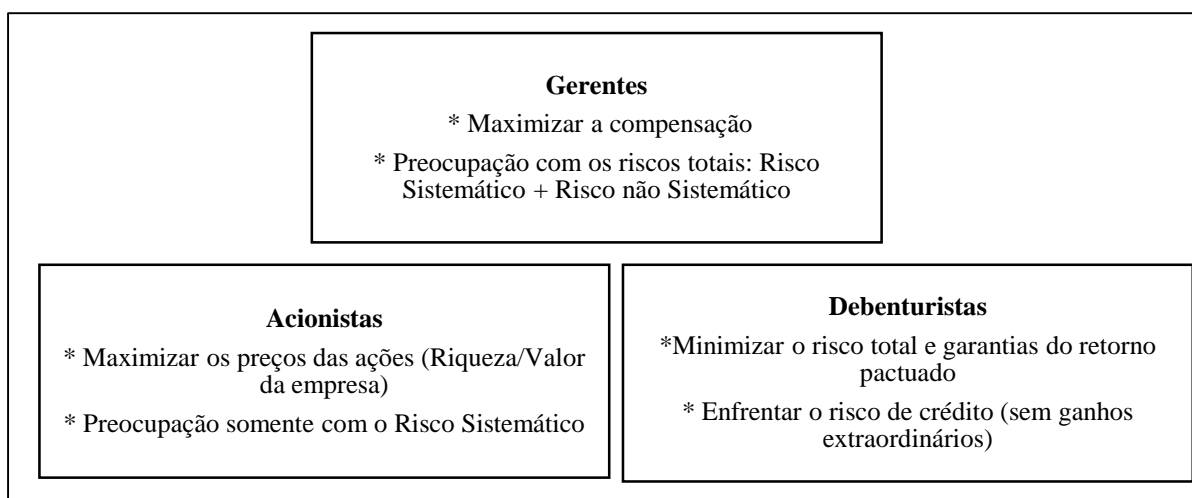 Gerentes
* Maximizar a compensação
* Preocupação com os riscos totais: Risco
Sistemático + Risco não Sistemático
Acionistas
* Maximizar os preços das ações (Riqueza/Valor
da empresa)
* Preocupação somente com o Risco Sistemático
Debenturistas
*Minimizar o risco total e garantias do retorno
pactuado
* Enfrentar o risco de crédito (sem ganhos
extraordinários)